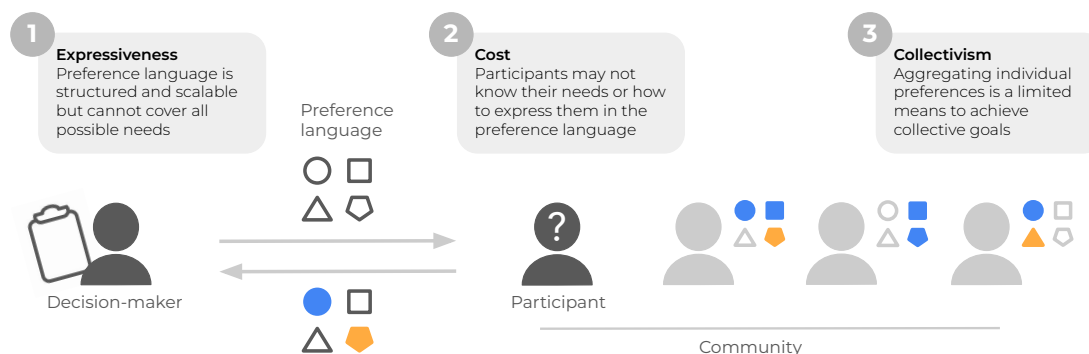 1
Expressiveness
Preference language is
structured and scalable
but cannot cover all
possible needs
Preference
language
2
Cost
Participants may not
know their needs or how
to express them in the
preference language
3
Collectivism
Aggregating individual
preferences is a limited
means to achieve
collective goals
?
Decision-maker
Participant
Community